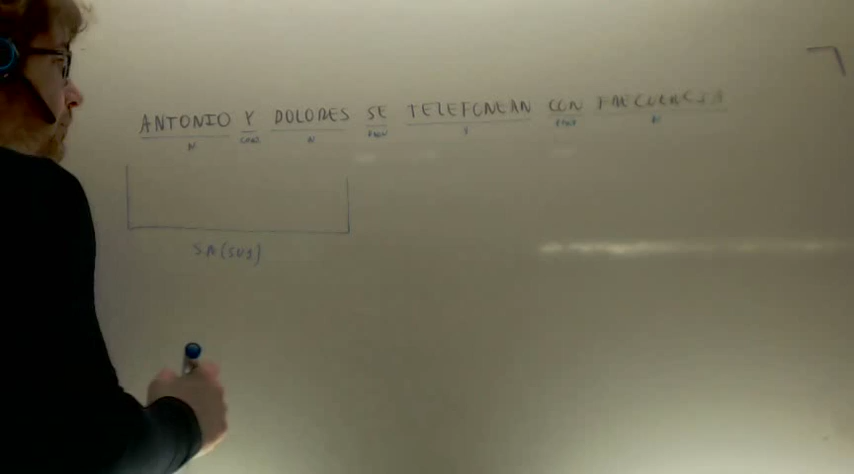 ANTONIO Y DOLORES SE TELEFONEAN CON FRECUENCIA
N CONJ N PRON V PREP N
SN(SUJ)